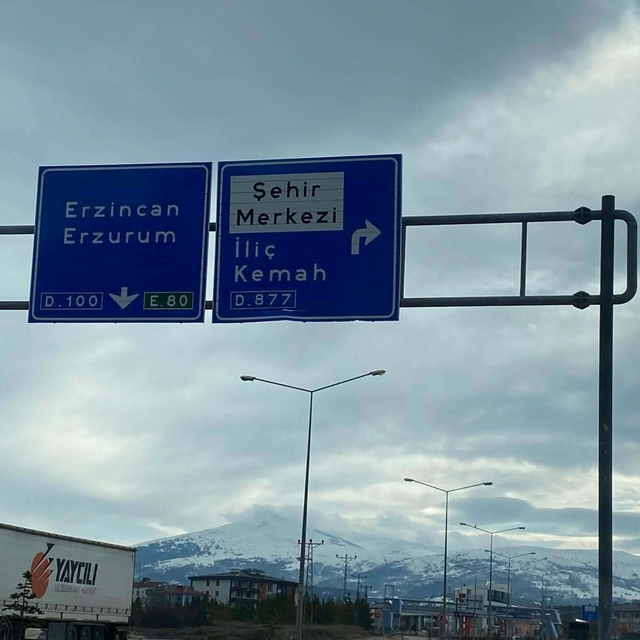 Erzincan
Erzurum
D.100
E.80
Şehir
Merkezi
İliç
Kemah
D.877
YAYCILI